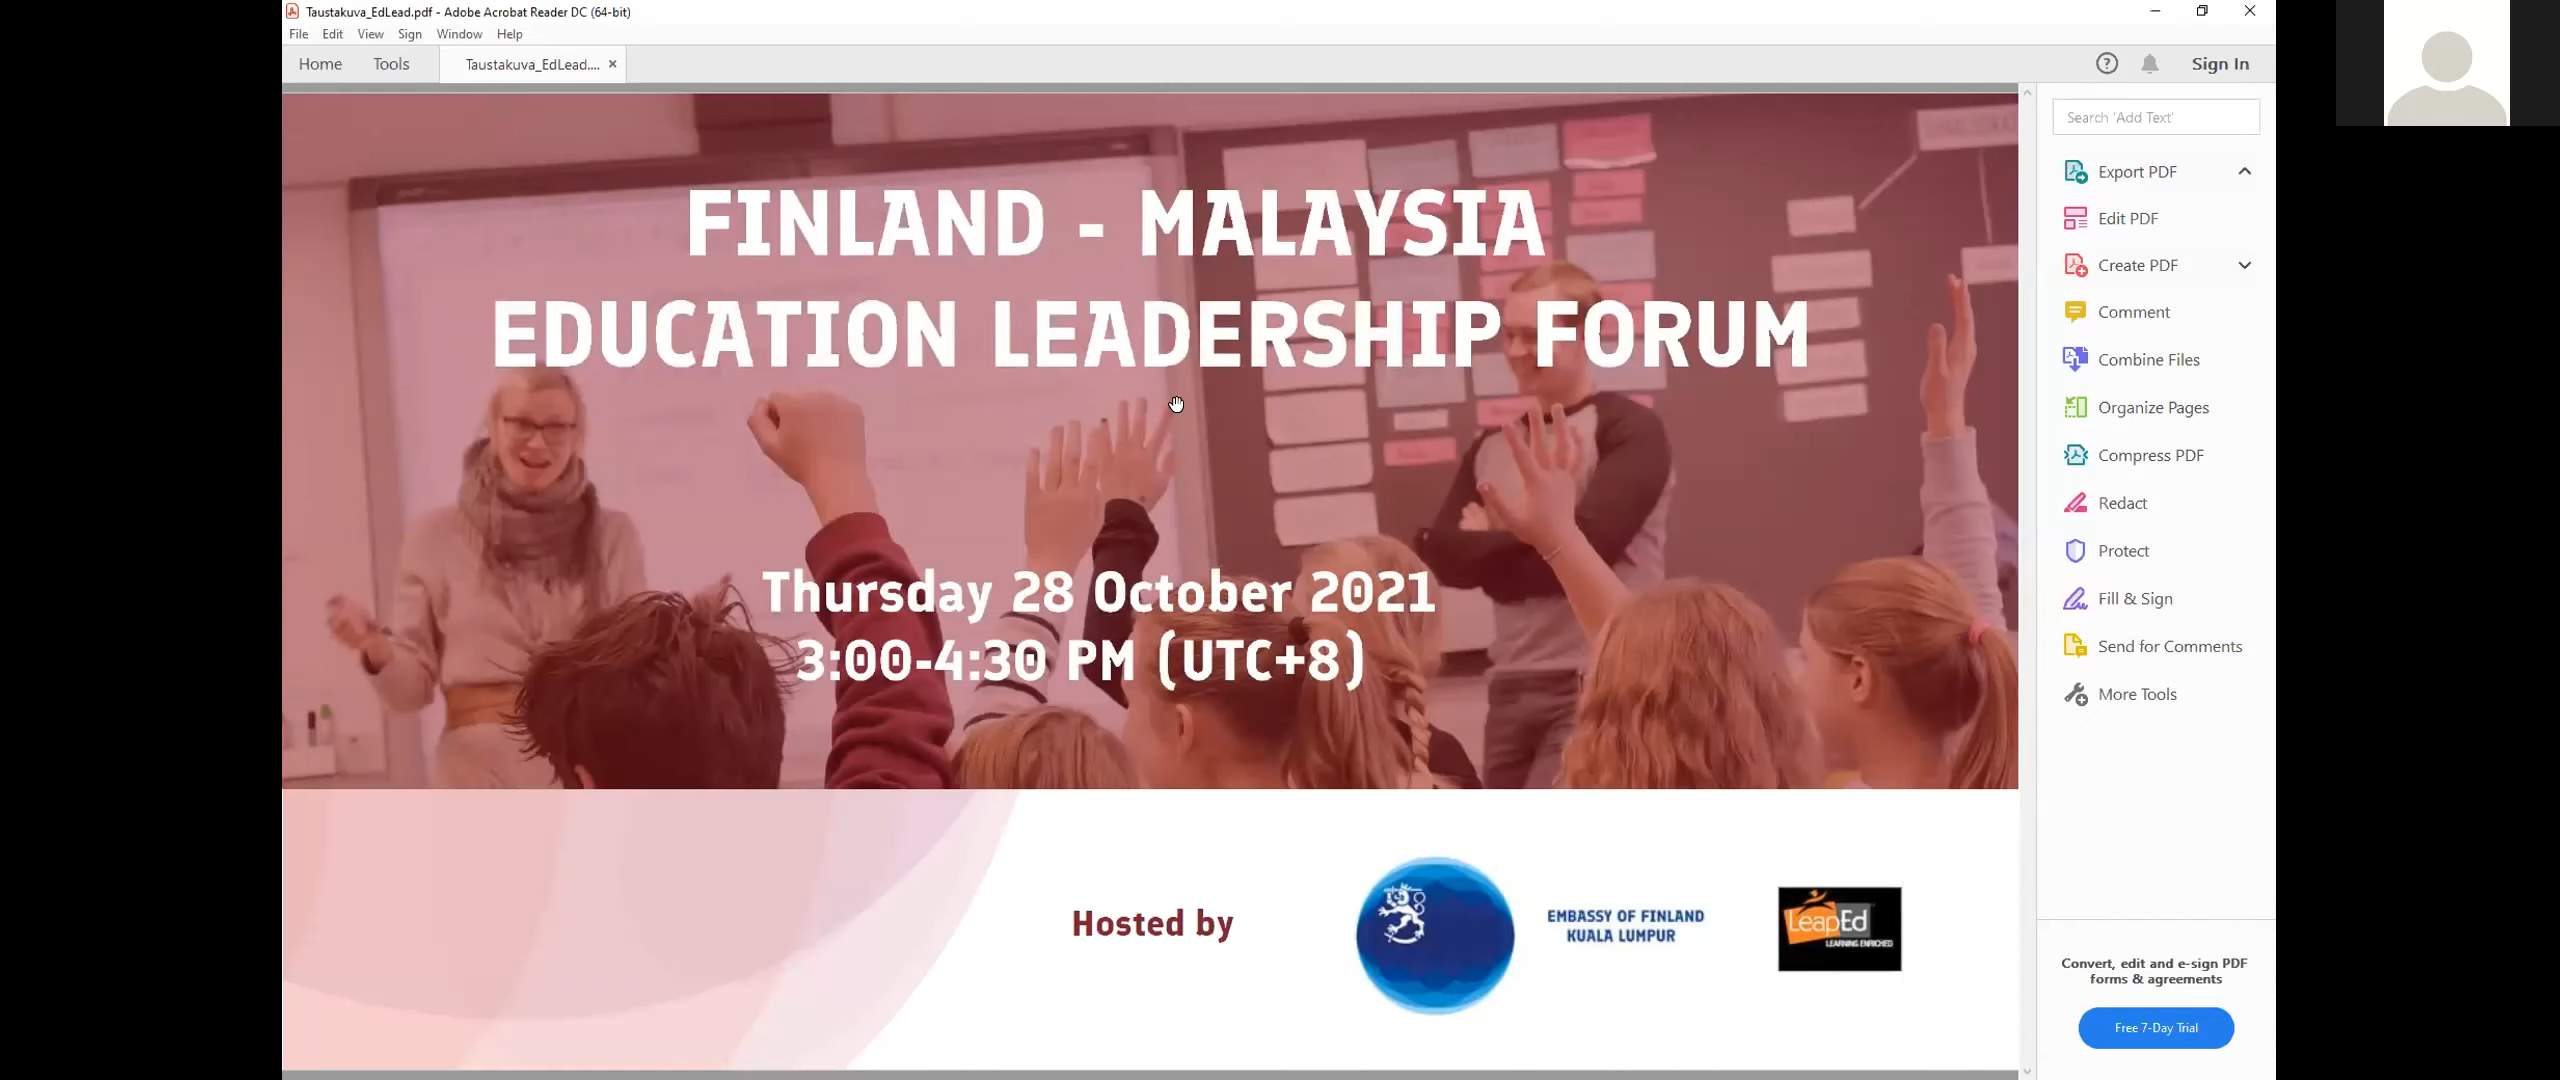 Taustakuva_EdLead.pdf - Adobe Acrobat Reader DC (64-bit)
File Edit View Sign Window Help
Home Tools Taustakuva_EdLead.... × ? Sign In
Search 'Add Text'
Export PDF
Edit PDF
Create PDF
Comment
Combine Files
Organize Pages
Compress PDF
Redact
Protect
Fill & Sign
Send for Comments
More Tools
Convert, edit and e-sign PDF
forms & agreements
Free 7-Day Trial
FINLAND - MALAYSIA
EDUCATION LEADERSHIP FORUM
Thursday 28 October 2021
3:00-4:30 PM (UTC+8)
Hosted by
EMBASSY OF FINLAND
KUALA LUMPUR
LeapEd
LEARNING ENRICHED